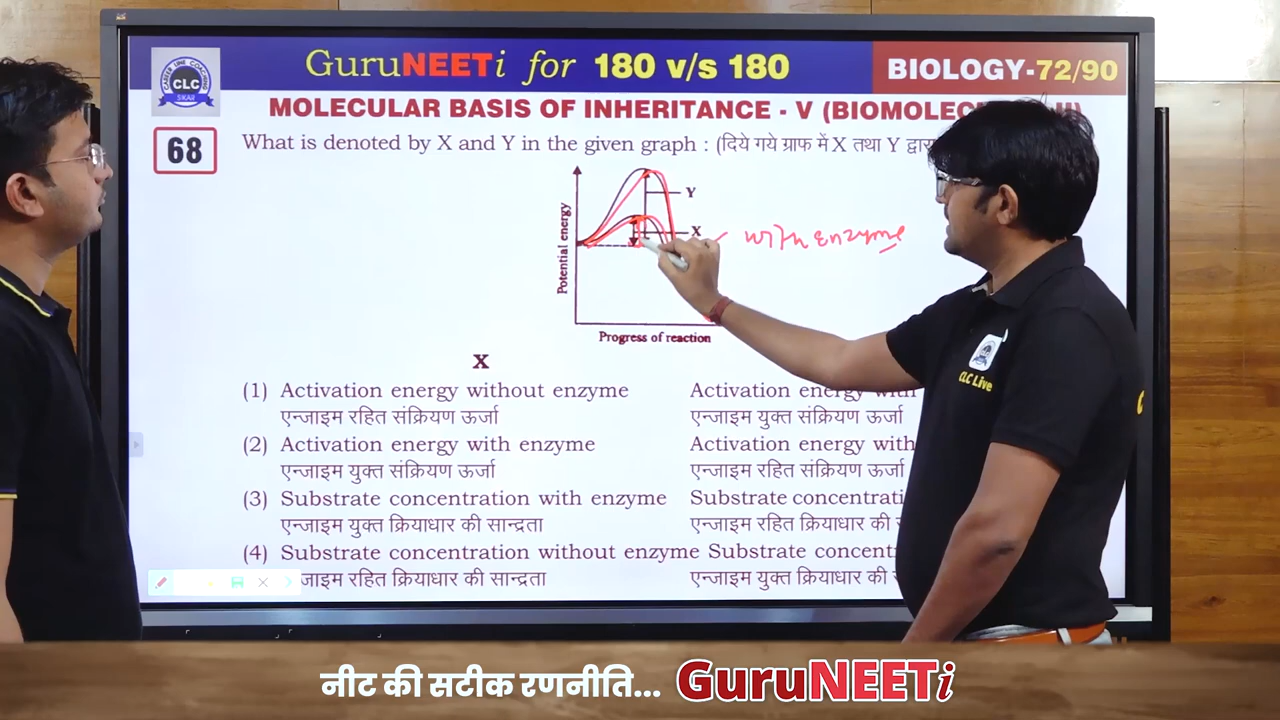 GuruNEETi for 180 v/s 180
BIOLOGY-72/90
CLC
SIKAR
MOLECULAR BASIS OF INHERITANCE - V (BIOMOLEC
68
What is denoted by X and Y in the given graph : (दिये गये ग्राफ में X तथा Y द्वारा
Y
X
with enzyme
Potential energy
Progress of reaction
X
(1) Activation energy without enzyme Activation energy with
एन्जाइम रहित संक्रियण ऊर्जा एन्जाइम युक्त संक्रियण ऊर्जा
(2) Activation energy with enzyme Activation energy with
एन्जाइम युक्त संक्रियण ऊर्जा एन्जाइम रहित संक्रियण ऊर्जा
(3) Substrate concentration with enzyme Substrate concentrati
एन्जाइम युक्त क्रियाधार की सान्द्रता एन्जाइम रहित क्रियाधार की
(4) Substrate concentration without enzyme Substrate concent
न्जाइम रहित क्रियाधार की सान्द्रता एन्जाइम युक्त क्रियाधार की
CLC Live
नीट की सटीक रणनीति... GuruNEETi